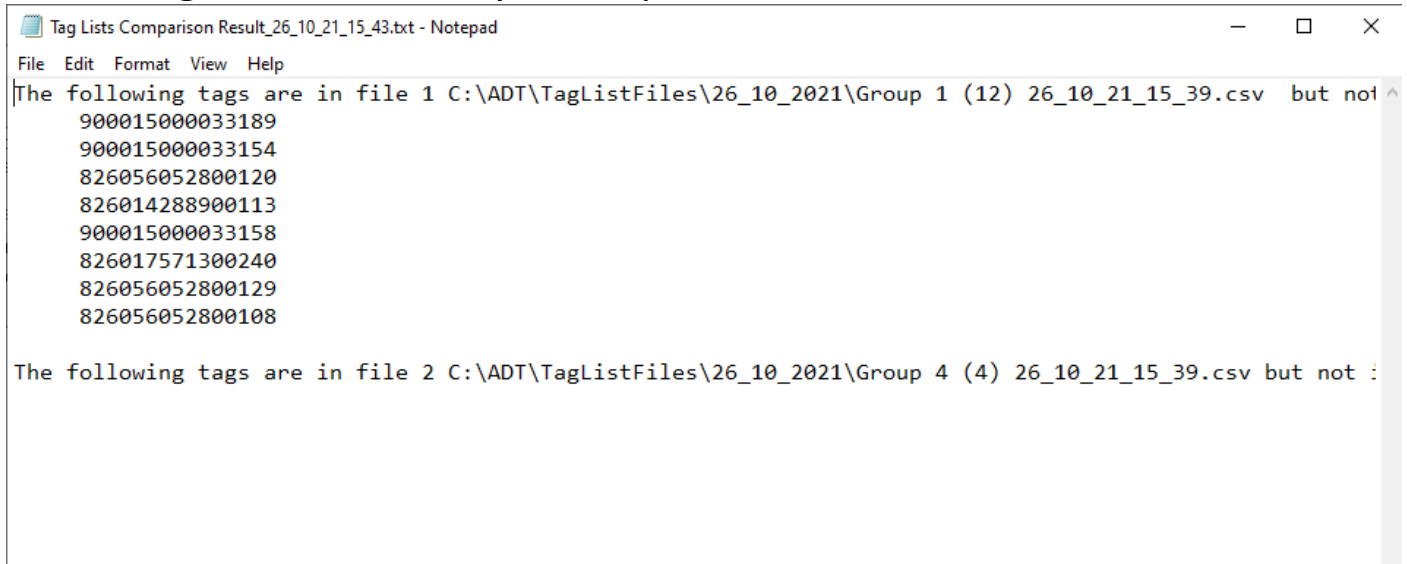 Tag Lists Comparison Result_26_10_21_15_43.txt - Notepad
File Edit Format View Help
The following tags are in file 1 C:\ADT\TagListFiles\26_10_2021\Group 1 (12) 26_10_21_15_39.csv  but not
900015000033189
900015000033154
826056052800120
826014288900113
900015000033158
826017571300240
826056052800129
826056052800108
The following tags are in file 2 C:\ADT\TagListFiles\26_10_2021\Group 4 (4) 26_10_21_15_39.csv but not